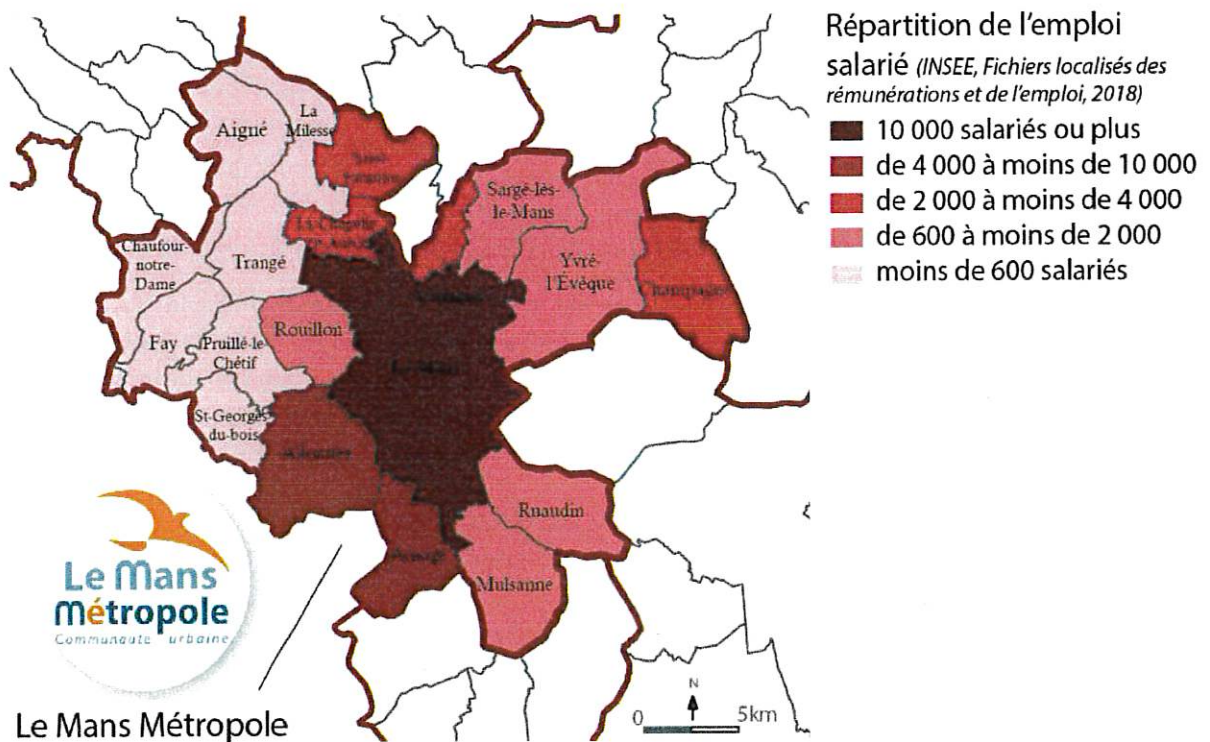 Répartition de l'emploi
salarié (INSEE, Fichiers localisés des
rémunérations et de l'emploi, 2018)
10 000 salariés ou plus
de 4 000 à moins de 10 000
de 2 000 à moins de 4 000
de 600 à moins de 2 000
moins de 600 salariés
Aigné
La
Milesse
Sargé-lès-
le-Mans
Chaufour-
notre-
Dame
Trangé
Yvré-
l'Évêque
Champagné
Rouillon
Fay
Pruillé-le-
Chétif
St-Georges-
du-bois
Ruaudin
Mulsanne
Le Mans
Métropole
Communauté urbaine
Le Mans Métropole
N
0 5km